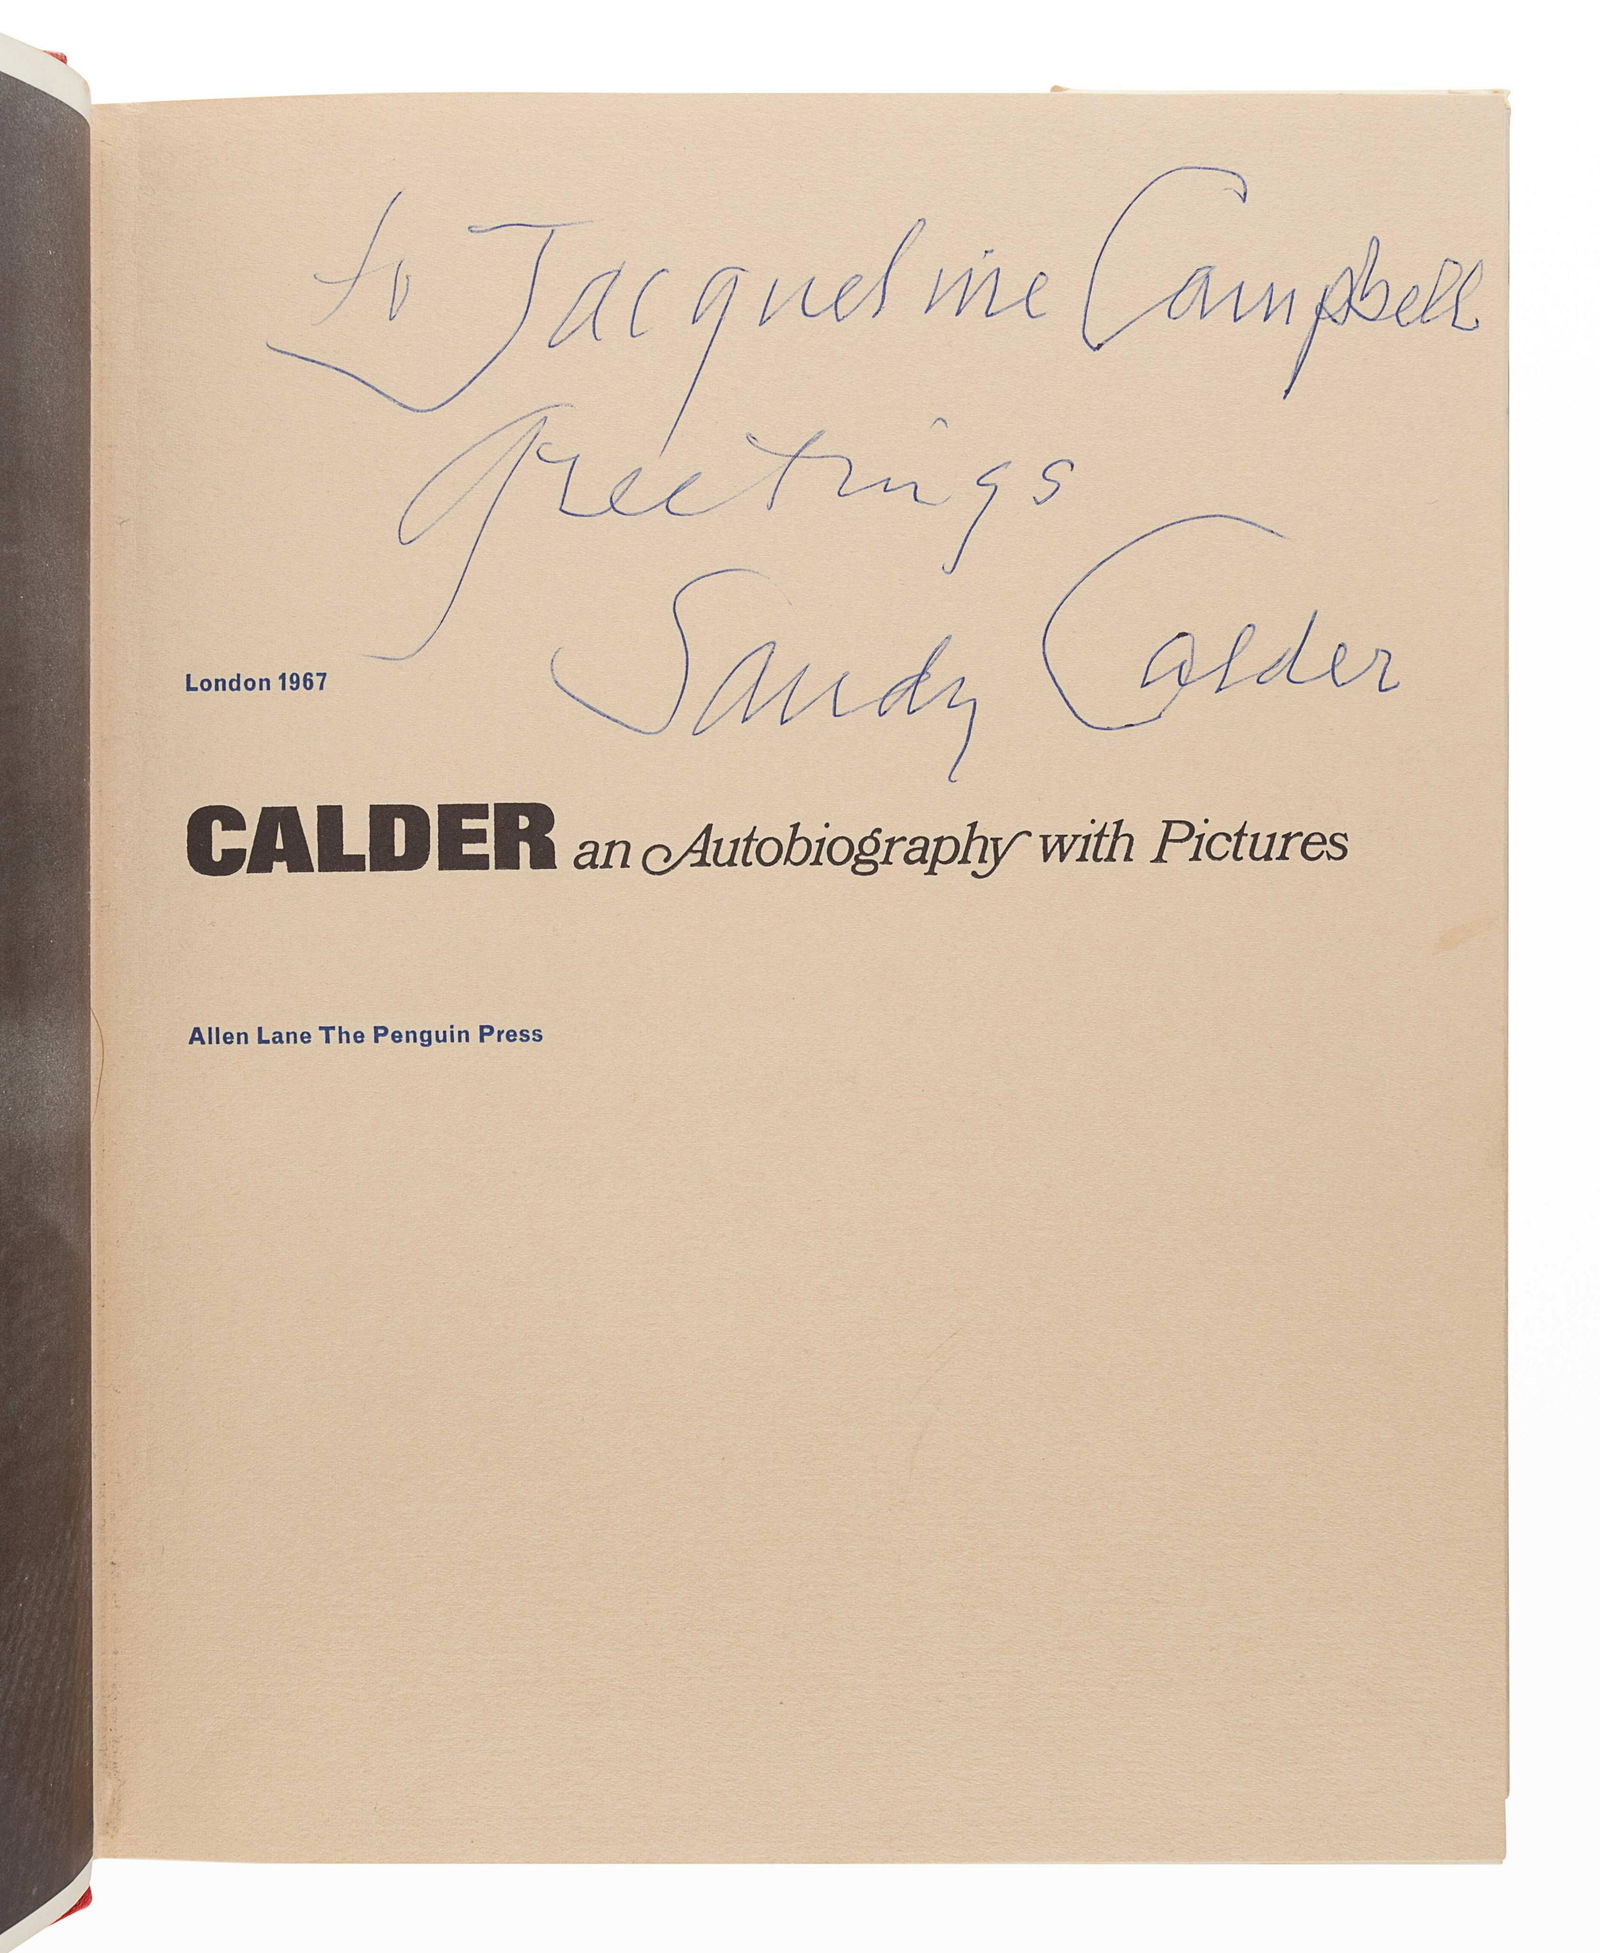 to Jacqueline Campbell
greetings
Sandy Calder
London 1967
CALDER an Autobiography with Pictures
Allen Lane The Penguin Press